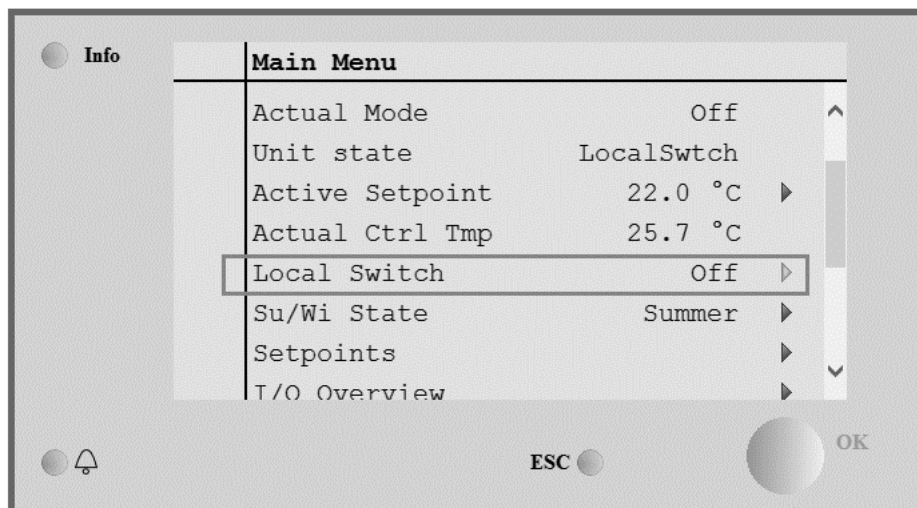 Info
Main Menu
Actual Mode Off
Unit state LocalSwtch
Active Setpoint 22.0 °C
Actual Ctrl Tmp 25.7 °C
Local Switch Off
Su/Wi State Summer
Setpoints
I/O Overview
ESC
OK